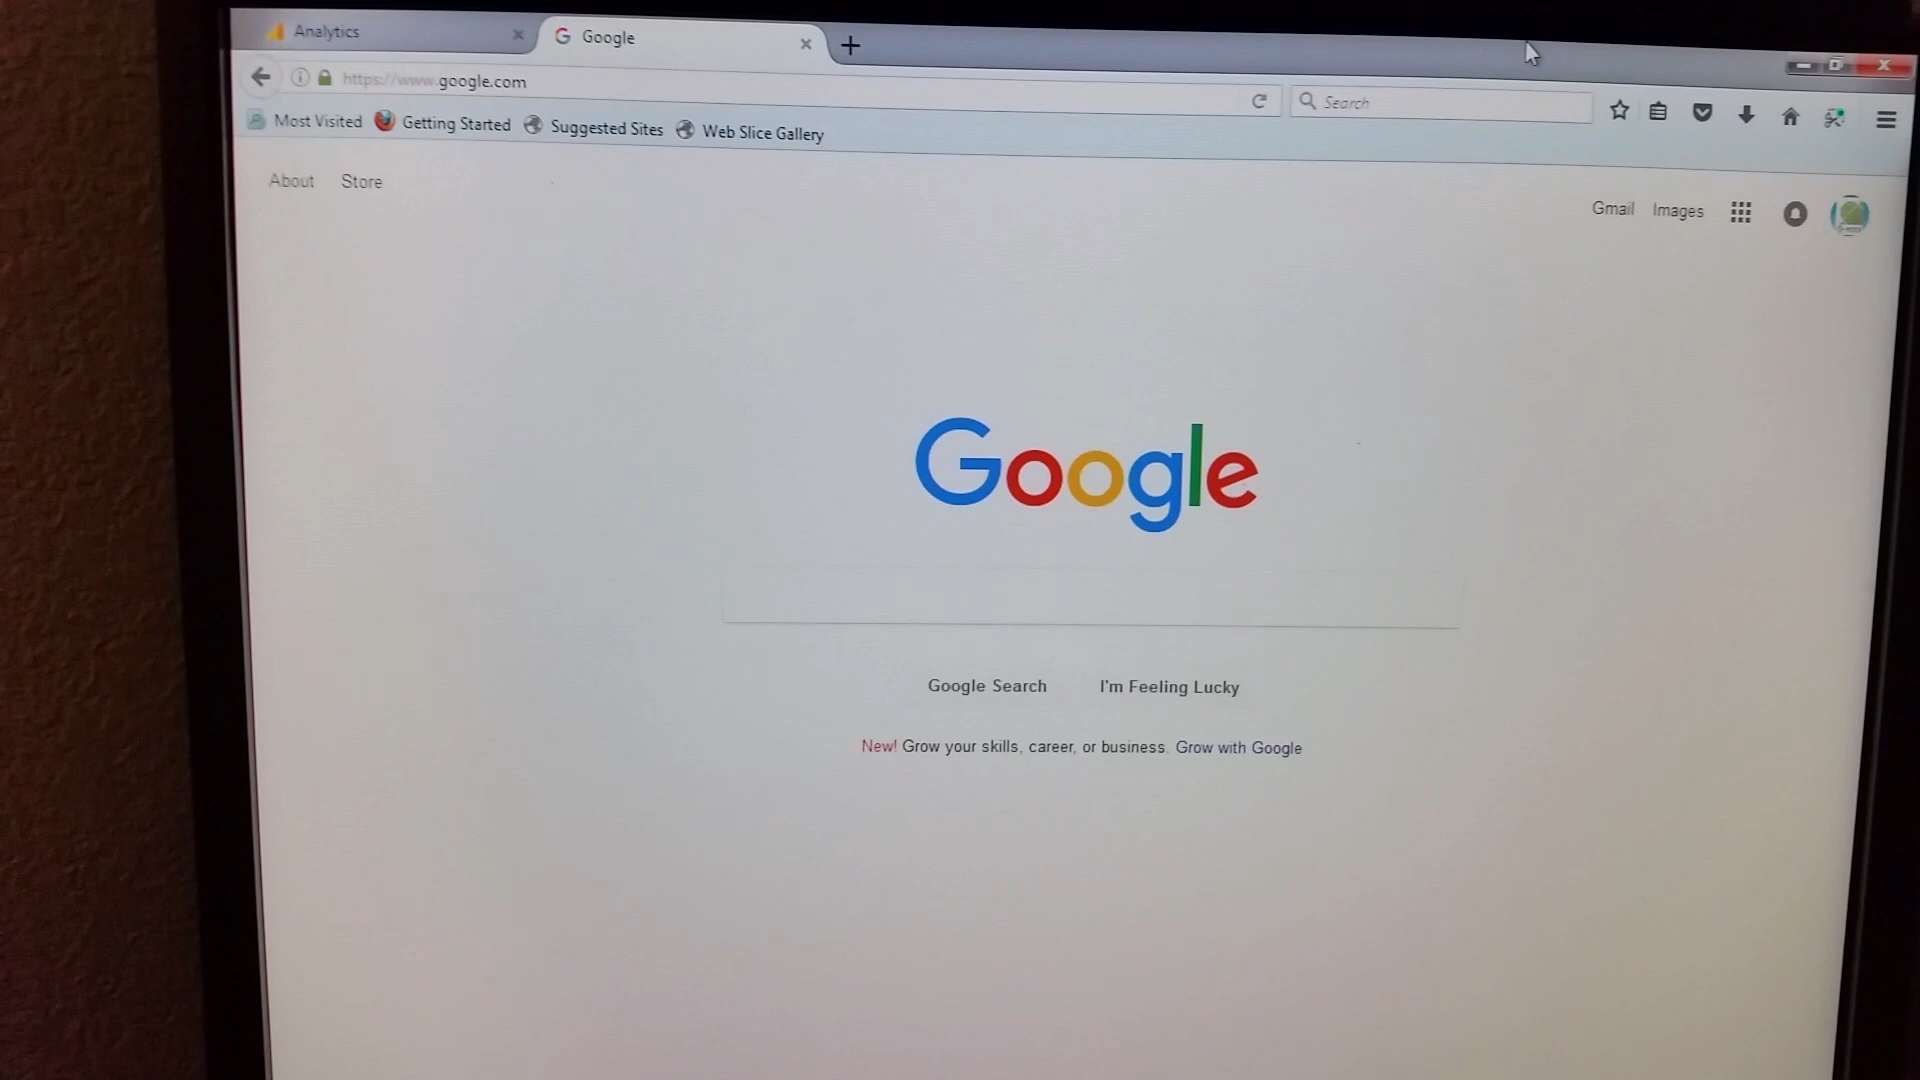 Analytics
Google
https://www.google.com
Search
Most Visited
Getting Started
Suggested Sites
Web Slice Gallery
About
Store
Gmail
Images
Google
Google Search
I'm Feeling Lucky
New! Grow your skills, career, or business. Grow with Google